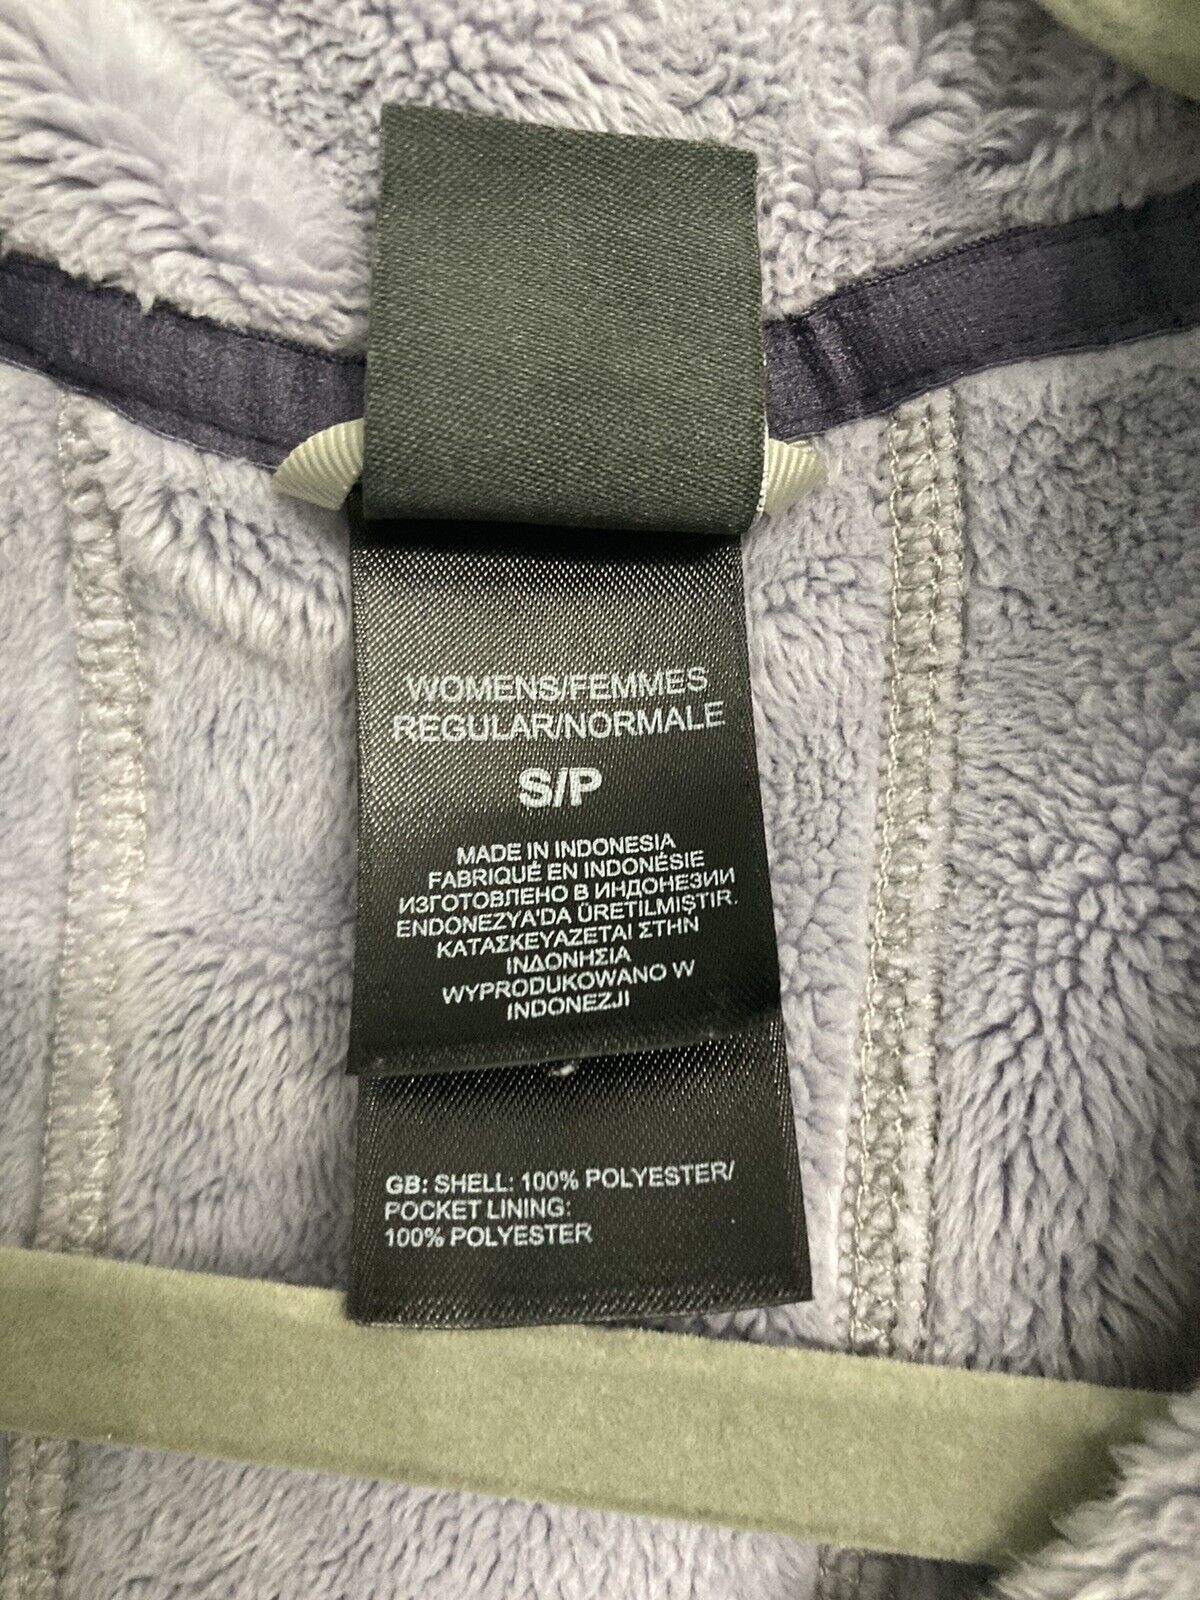 WOMENS/FEMMES
REGULAR/NORMALE
S/P
MADE IN INDONESIA
FABRIQUÉ EN INDONÉSIE
ИЗГОТОВЛЕНО В ИНДОНЕЗИИ
ENDONEZYA'DA ÜRETILMIŞTIR.
ΚΑΤΑΣΚΕΥΑΖΕΤΑΙ ΣΤΗΝ
ΙΝΔΟΝΗΣΙΑ
WYPRODUKOWANO W
INDONEZJI
GB: SHELL: 100% POLYESTER/
POCKET LINING:
100% POLYESTER